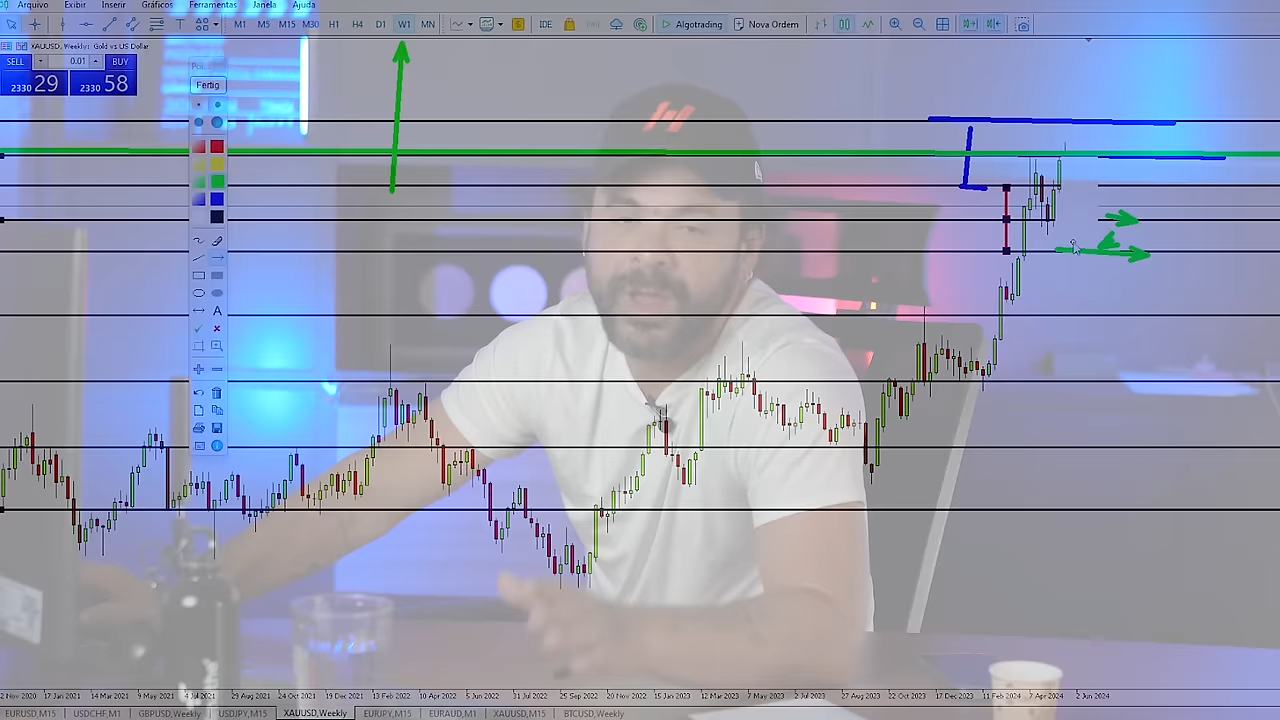 Arquivo Exibir Inserir Gráficos Ferramentas Janela Ajuda
T M1 M5 M15 M30 H1 H4 D1 W1 MN $ IDE Algotrading Nova Ordem
XAUUSD, Weekly: Gold vs US Dollar
SELL 0.01 BUY
2330 29 2330 58
Fertig
A
17 Jan 2021 14 Mar 2021 9 May 2021 4 Jul 2021 29 Aug 2021 24 Oct 2021 19 Dec 2021 13 Feb 2022 10 Apr 2022 5 Jun 2022 31 Jul 2022 25 Sep 2022 20 Nov 2022 15 Jan 2023 12 Mar 2023 7 May 2023 2 Jul 2023 27 Aug 2023 22 Oct 2023 17 Dec 2023 11 Feb 2024 7 Apr 2024 2 Jun 2024
EURUSD,M15 USDCHF,M1 GBPUSD,Weekly USDJPY,M15 XAUUSD,Weekly EURJPY,M15 EURAUD,M1 XAUUSD,M15 BTCUSD,Weekly